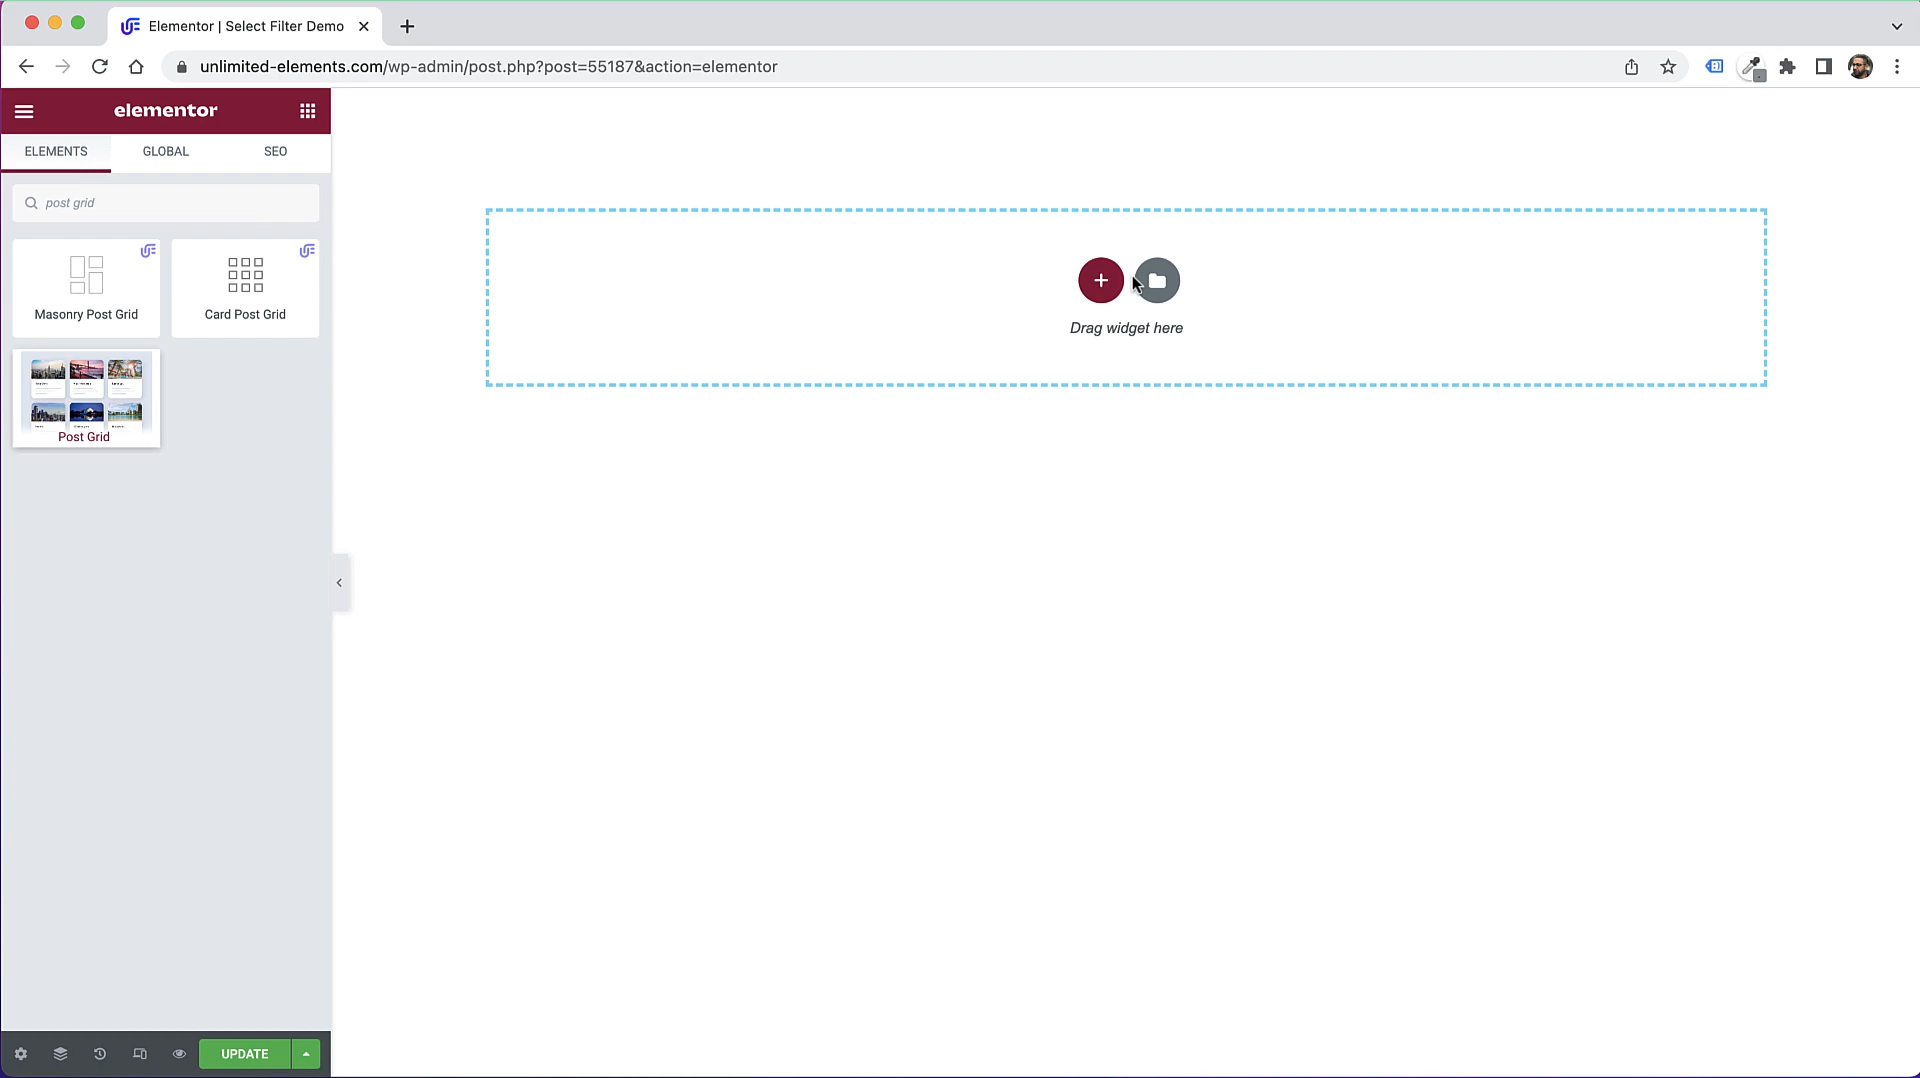 Elementor | Select Filter Demo
unlimited-elements.com/wp-admin/post.php?post=55187&action=elementor
elementor
ELEMENTS GLOBAL SEO
post grid
Masonry Post Grid
Card Post Grid
Post Grid
Drag widget here
UPDATE